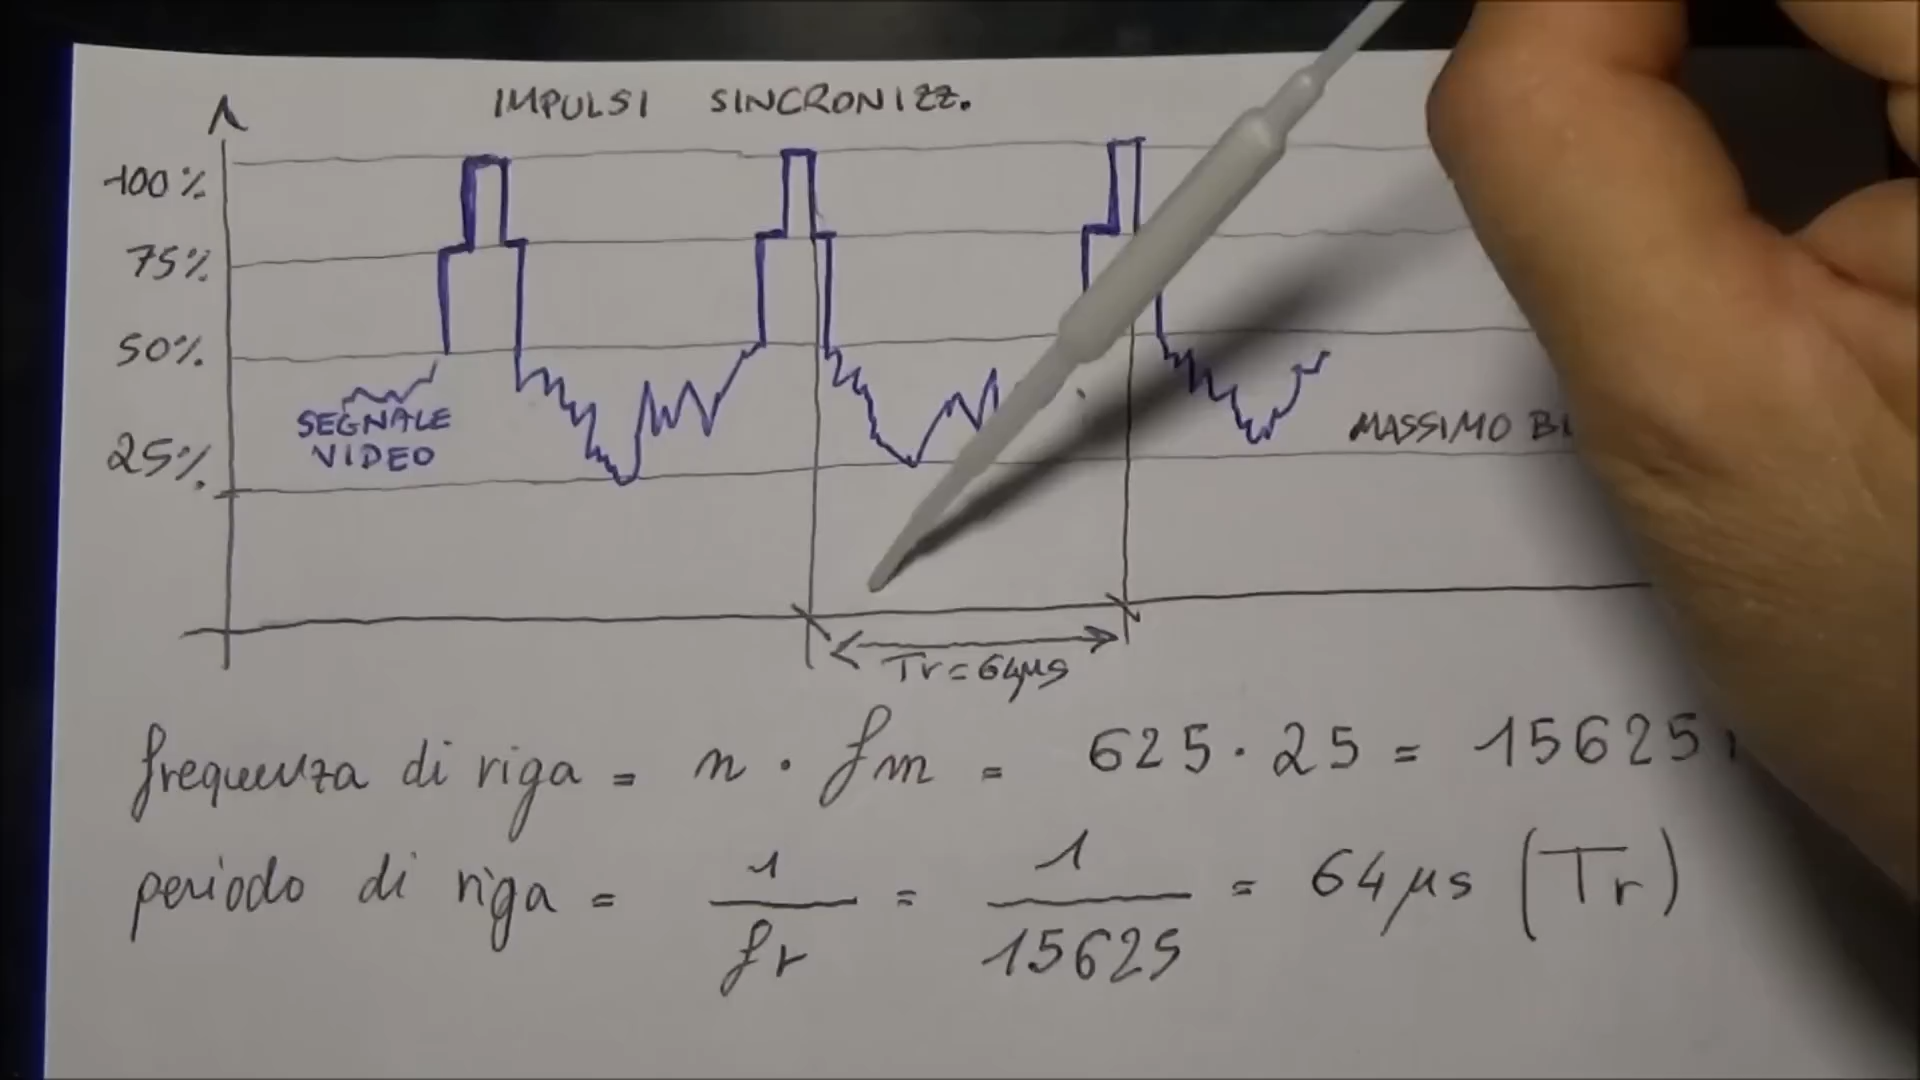 IMPULSI SINCRONIZZ.
100%
75%
50%.
SEGNALE
VIDEO
25%.
MASSIMO
Tr = 64µs
frequenza di riga = n · fm = 625 · 25 = 15625
periodo di riga = 1/fr = 1/15625 = 64µs (Tr)